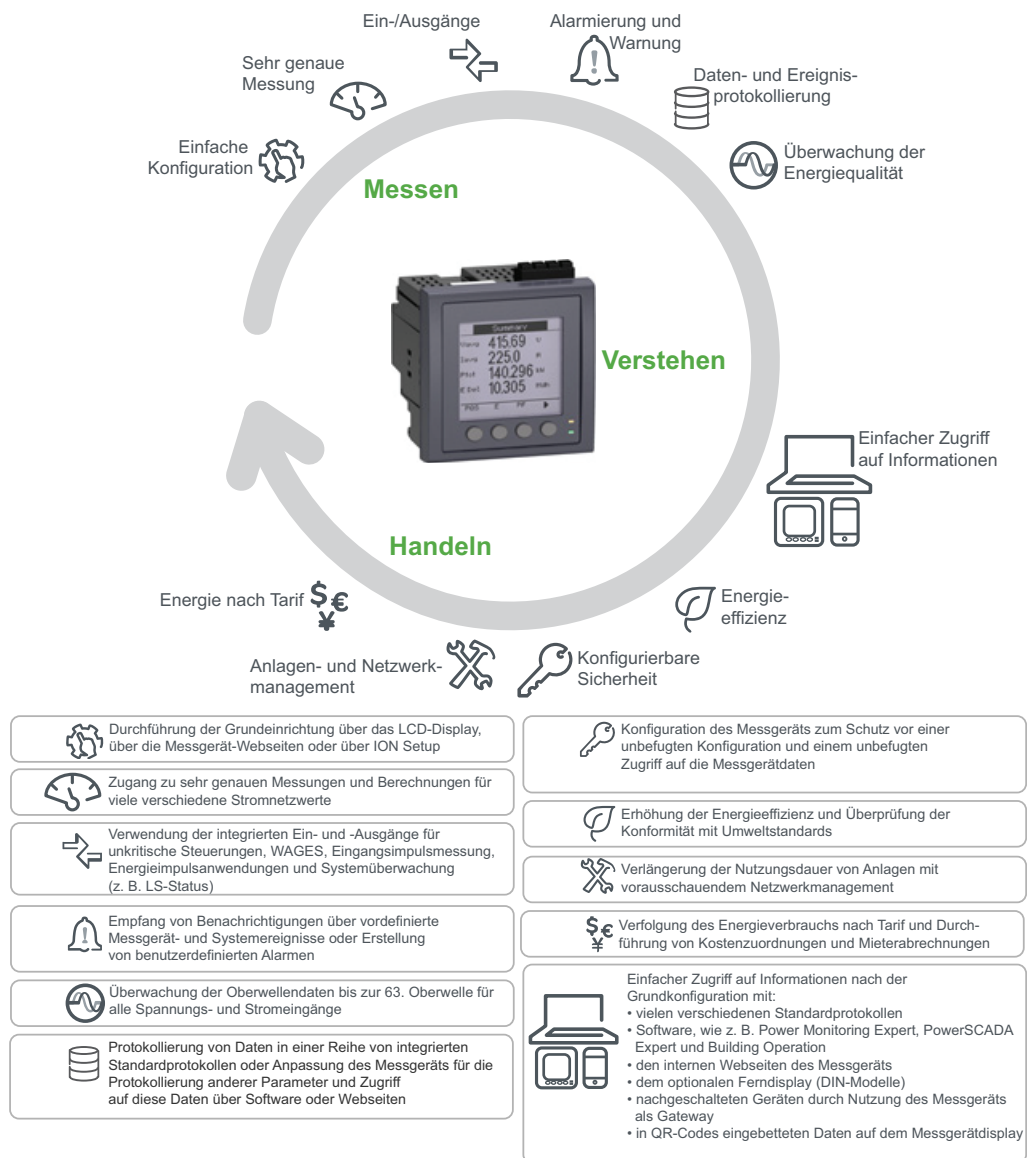 Ein-/Ausgänge
Alarmierung und
Warnung
Sehr genaue
Messung
Daten- und Ereignis-
protokollierung
Einfache
Konfiguration
Überwachung der
Energiequalität
Messen
Summary
Vavg 415.69 V
Iavg 225.0 A
Ptot 140.296 kW
E Del 10.305 MWh
E PF
Verstehen
Einfacher Zugriff
auf Informationen
Handeln
Energie nach Tarif $ € ¥
Energie-
effizienz
Anlagen- und Netzwerk-
management
Konfigurierbare
Sicherheit
Durchführung der Grundeinrichtung über das LCD-Display,
über die Messgerät-Webseiten oder über ION Setup
Zugang zu sehr genauen Messungen und Berechnungen für
viele verschiedene Stromnetzwerte
Verwendung der integrierten Ein- und -Ausgänge für
unkritische Steuerungen, WAGES, Eingangsimpulsmessung,
Energieimpulsanwendungen und Systemüberwachung
(z. B. LS-Status)
Empfang von Benachrichtigungen über vordefinierte
Messgerät- und Systemereignisse oder Erstellung
von benutzerdefinierten Alarmen
Überwachung der Oberwellendaten bis zur 63. Oberwelle für
alle Spannungs- und Stromeingänge
Protokollierung von Daten in einer Reihe von integrierten
Standardprotokollen oder Anpassung des Messgeräts für die
Protokollierung anderer Parameter und Zugriff
auf diese Daten über Software oder Webseiten
Konfiguration des Messgeräts zum Schutz vor einer
unbefugten Konfiguration und einem unbefugten
Zugriff auf die Messgerätdaten
Erhöhung der Energieeffizienz und Überprüfung der
Konformität mit Umweltstandards
Verlängerung der Nutzungsdauer von Anlagen mit
vorausschauendem Netzwerkmanagement
$ € ¥ Verfolgung des Energieverbrauchs nach Tarif und Durch-
führung von Kostenzuordnungen und Mieterabrechnungen
Einfacher Zugriff auf Informationen nach der
Grundkonfiguration mit:
• vielen verschiedenen Standardprotokollen
• Software, wie z. B. Power Monitoring Expert, PowerSCADA
Expert und Building Operation
• den internen Webseiten des Messgeräts
• dem optionalen Ferndisplay (DIN-Modelle)
• nachgeschalteten Geräten durch Nutzung des Messgeräts
als Gateway
• in QR-Codes eingebetteten Daten auf dem Messgerätdisplay